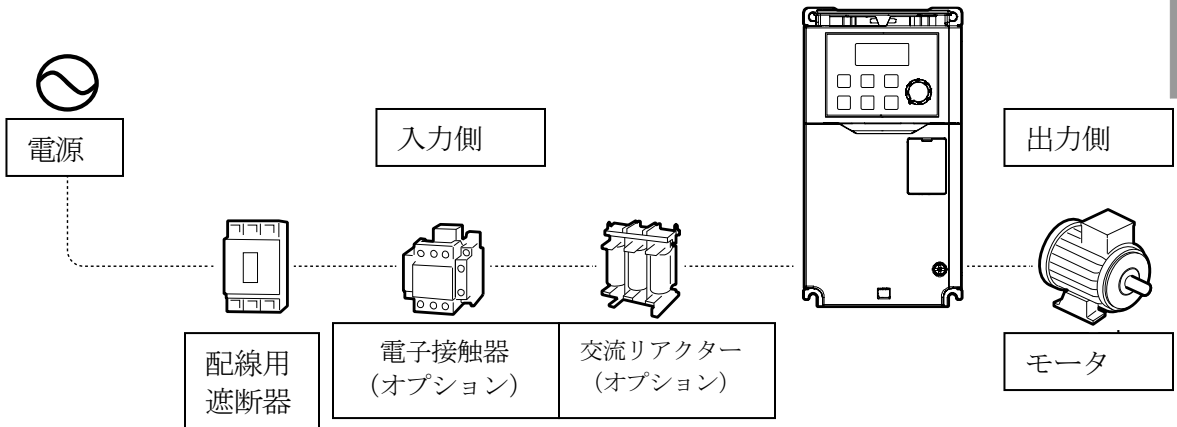 電源
入力側
出力側
配線用
遮断器
電子接触器
（オプション）
交流リアクター
（オプション）
モータ